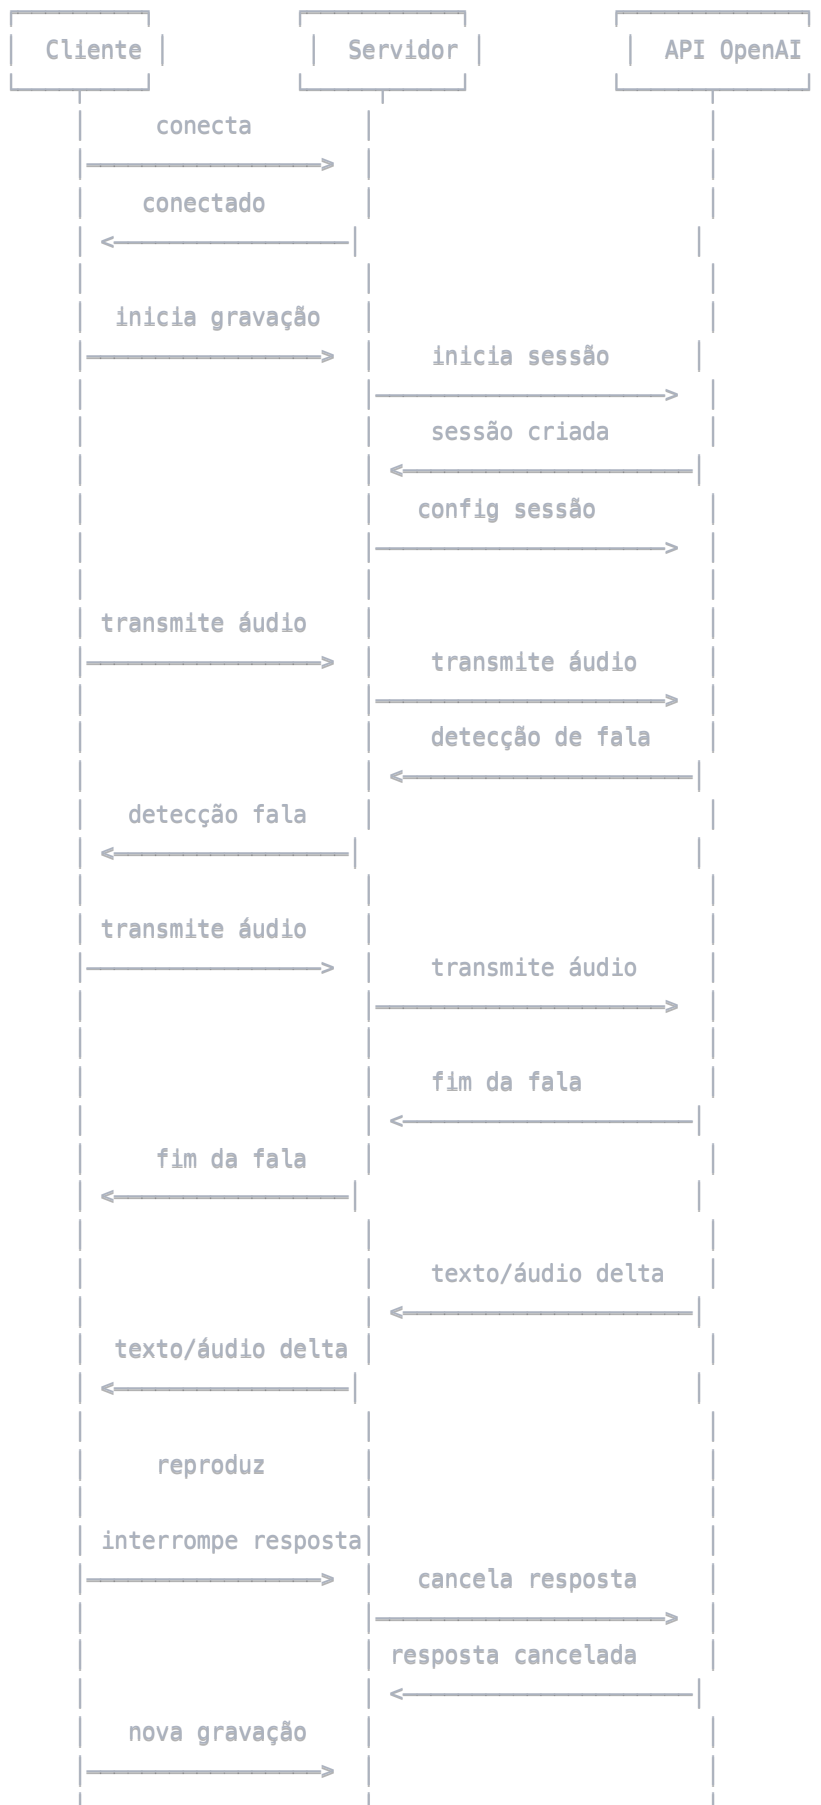 Cliente Servidor API OpenAI
conecta
conectado
inicia gravação
inicia sessão
sessão criada
config sessão
transmite áudio
transmite áudio
detecção de fala
detecção fala
transmite áudio
transmite áudio
fim da fala
fim da fala
texto/áudio delta
texto/áudio delta
reproduz
interrompe resposta
cancela resposta
resposta cancelada
nova gravação